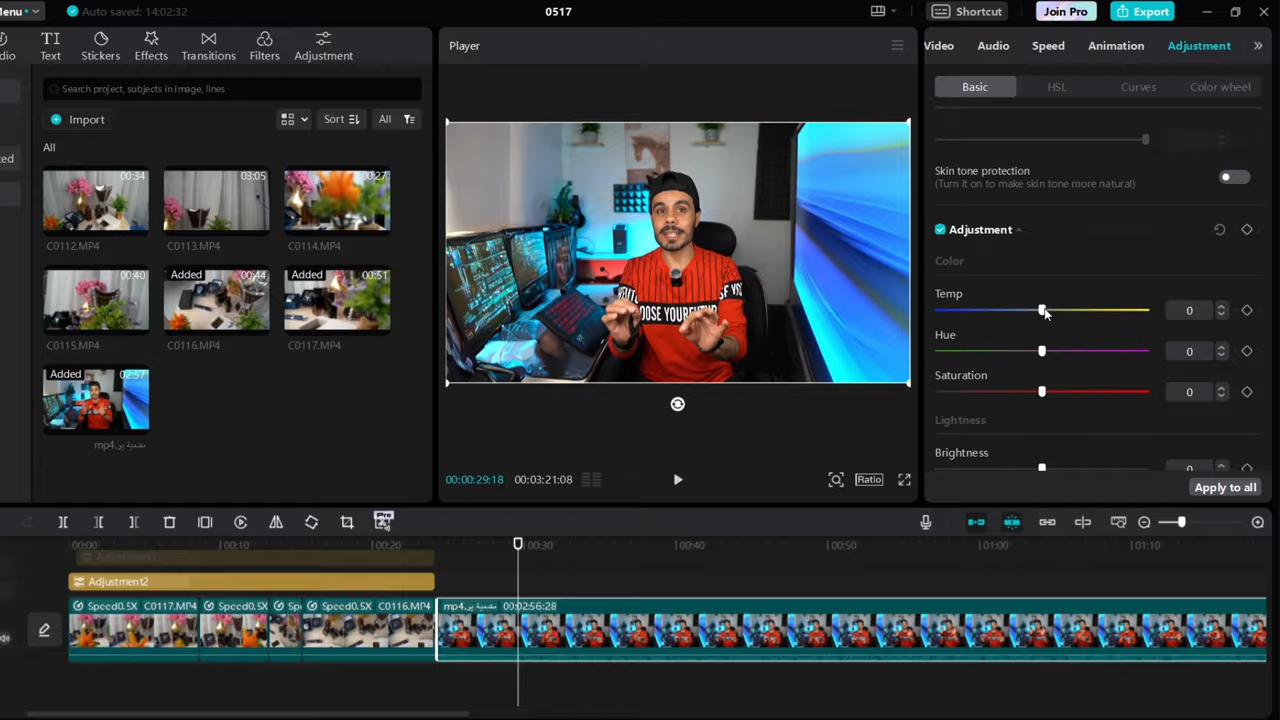 Menu
Auto saved: 14:02:32
0517
Shortcut
Join Pro
Export
Text
Stickers
Effects
Transitions
Filters
Adjustment
Search project, subjects in image, lines
Import
Sort
All
All
00:34
C0112.MP4
03:05
C0113.MP4
00:27
C0114.MP4
00:40
C0115.MP4
Added
00:44
C0116.MP4
Added
00:51
C0117.MP4
Added
02:57
Player
00:00:29:18
00:03:21:08
Ratio
Video
Audio
Speed
Animation
Adjustment
Basic
HSL
Curves
Color wheel
Skin tone protection
(Turn it on to make skin tone more natural)
Adjustment
Color
Temp
0
Hue
0
Saturation
0
Lightness
Brightness
0
Apply to all
Pro
00:00
00:10
00:20
00:30
00:40
00:50
01:00
01:10
Adjustment1
Adjustment2
Speed0.5X C0117.MP4
Speed0.5X
Spe
Speed0.5X C0116.MP4
00:02:56:28